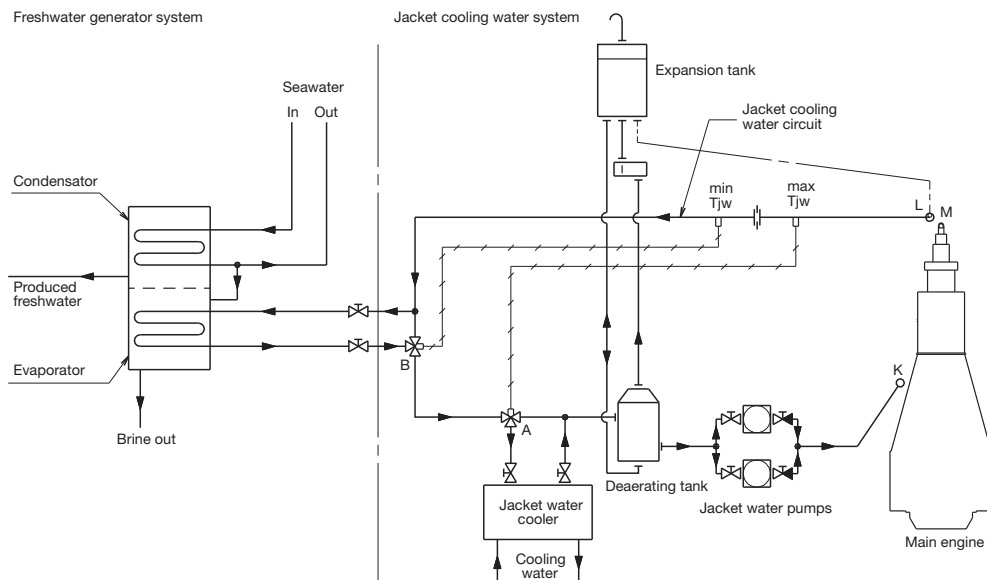 Freshwater generator system
Jacket cooling water system
Expansion tank
Seawater
In Out
Jacket cooling
water circuit
Condensator
min
Tjw
max
Tjw
L
M
Produced
freshwater
B
K
Evaporator
A
Brine out
Deaerating tank
Jacket water
cooler
Jacket water pumps
Main engine
Cooling
water